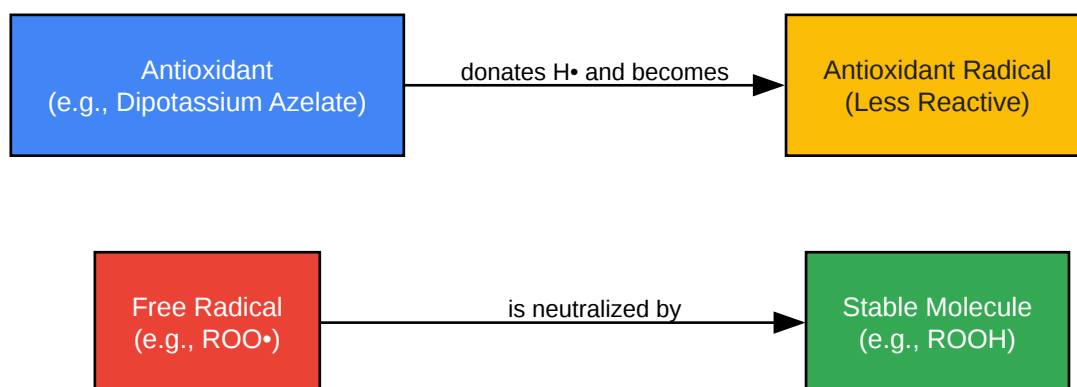 Antioxidant
(e.g., Dipotassium Azelate)
donates H• and becomes
Antioxidant Radical
(Less Reactive)
Free Radical
(e.g., ROO•)
is neutralized by
Stable Molecule
(e.g., ROOH)